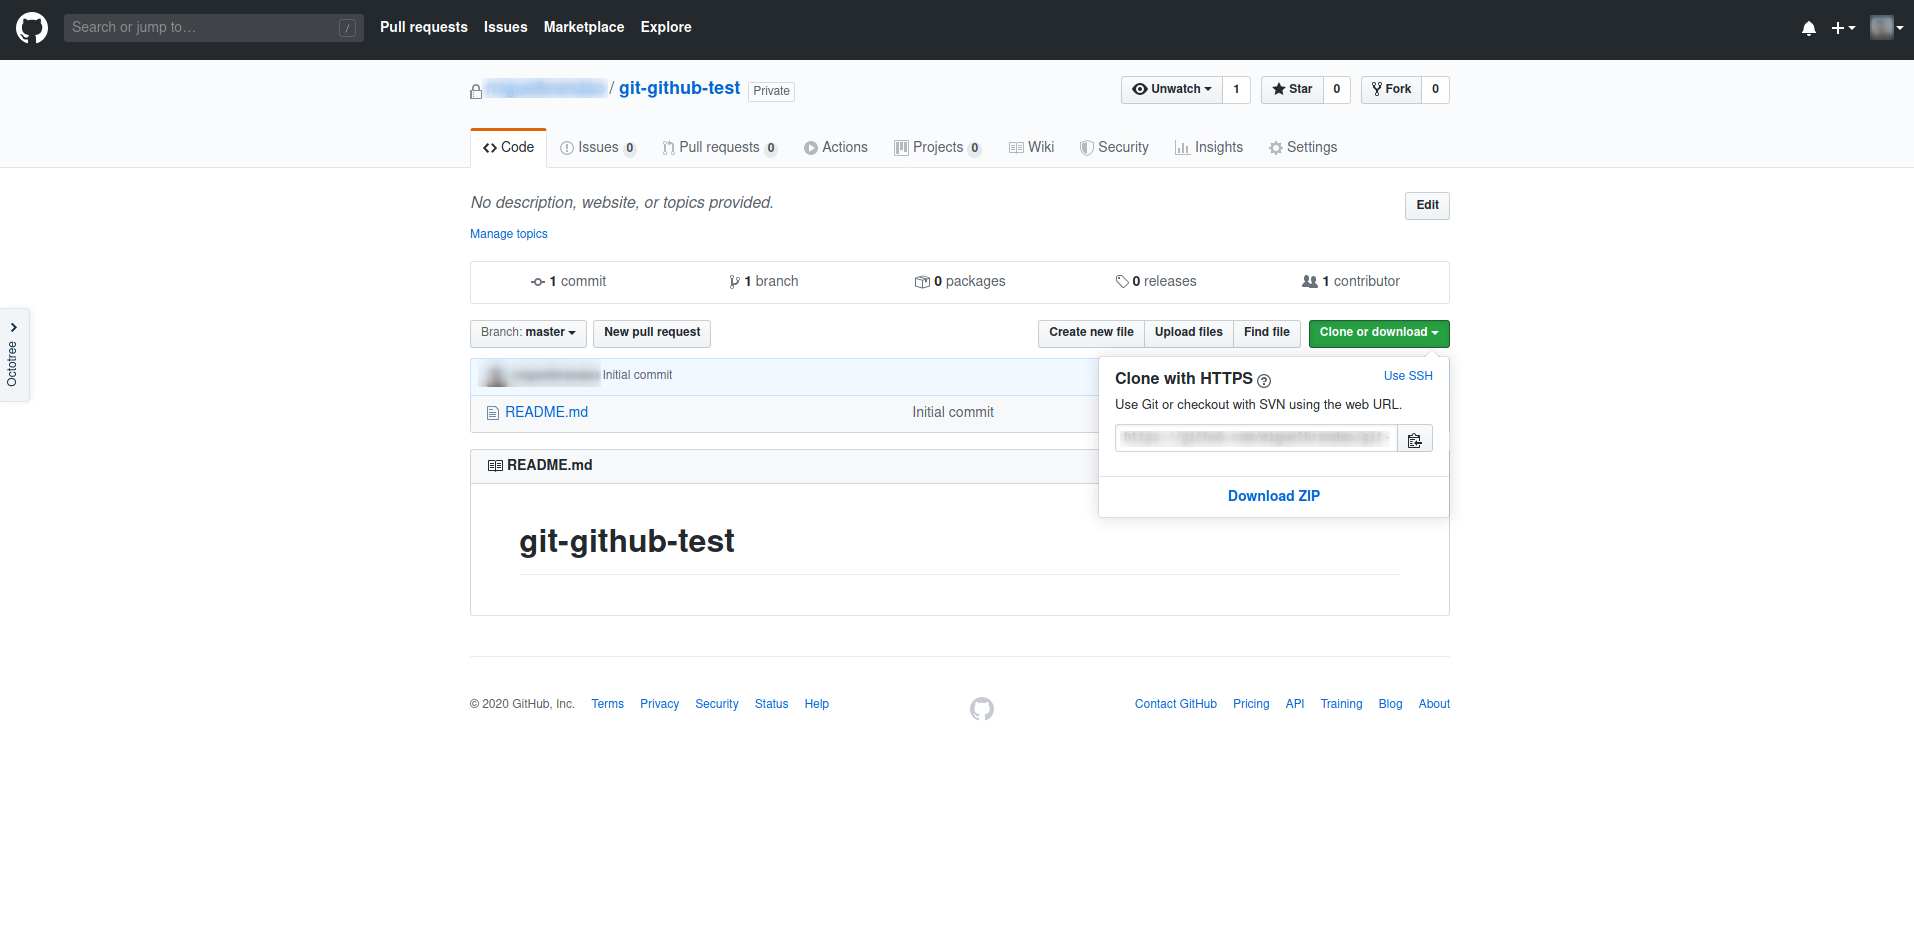 Search or jump to... / Pull requests Issues Marketplace Explore
/ git-github-test Private Unwatch 1 Star 0 Fork 0
Code Issues 0 Pull requests 0 Actions Projects 0 Wiki Security Insights Settings
No description, website, or topics provided. Edit
Manage topics
1 commit 1 branch 0 packages 0 releases 1 contributor
Branch: master New pull request Create new file Upload files Find file Clone or download
Octotree
Initial commit
README.md Initial commit
Clone with HTTPS ? Use SSH
Use Git or checkout with SVN using the web URL.
Download ZIP
README.md
git-github-test
© 2020 GitHub, Inc. Terms Privacy Security Status Help Contact GitHub Pricing API Training Blog About